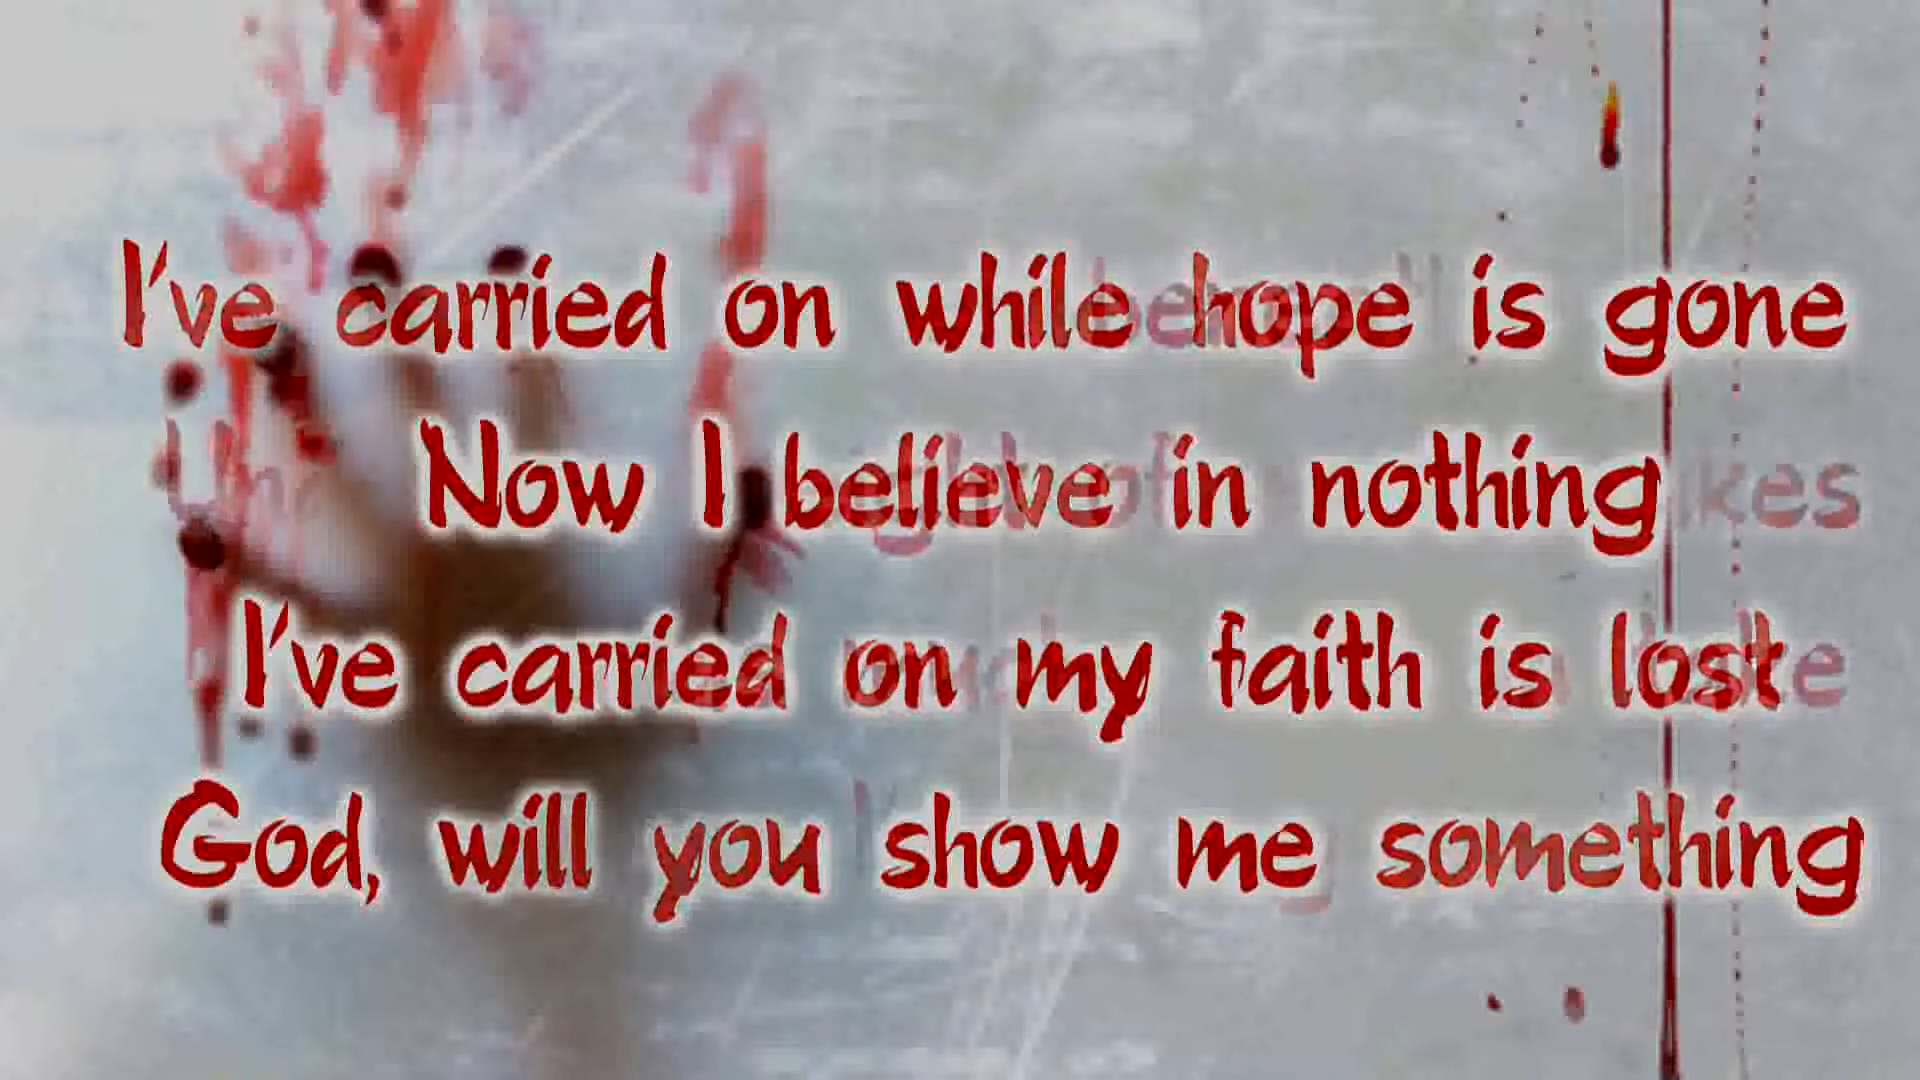 I've carried on while hope is gone
Now I believe in nothing
I've carried on my faith is lost
God, will you show me something